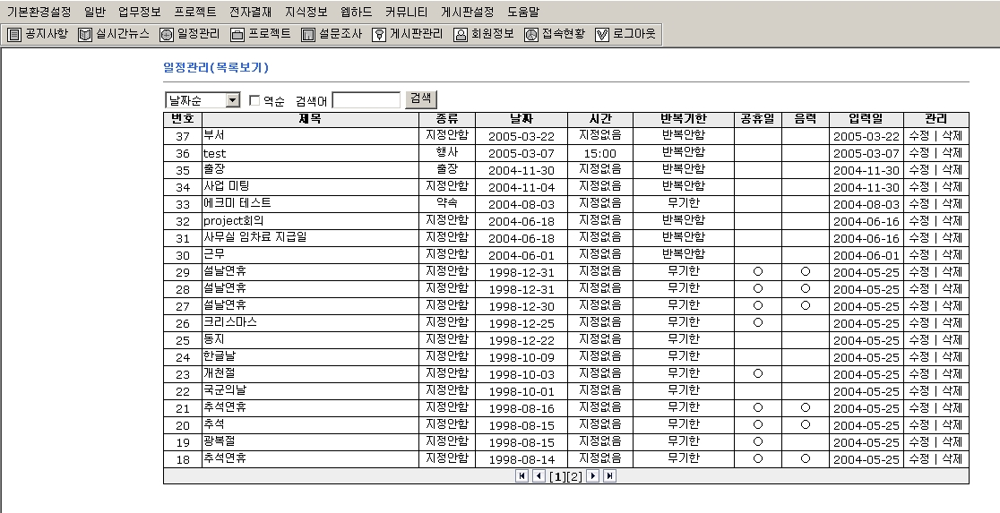 기본환경설정 일반 업무정보 프로젝트 전자결재 지식정보 웹하드 커뮤니티 게시판설정 도움말
공지사항 실시간뉴스 일정관리 프로젝트 설문조사 게시판관리 회원정보 접속현황 로그아웃
일정관리(목록보기)
날짜순 역순 검색어 검색
번호 제목 종류 날짜 시간 반복기한 공휴일 음력 입력일 관리
37 부서 지정안함 2005-03-22 지정없음 반복안함 2005-03-22 수정 | 삭제
36 test 행사 2005-03-07 15:00 반복안함 2005-03-07 수정 | 삭제
35 출장 출장 2004-11-30 지정없음 반복안함 2004-11-30 수정 | 삭제
34 사업 미팅 지정안함 2004-11-04 지정없음 반복안함 2004-11-30 수정 | 삭제
33 에크미 테스트 약속 2004-08-03 지정없음 무기한 2004-08-03 수정 | 삭제
32 project회의 지정안함 2004-06-18 지정없음 반복안함 2004-06-16 수정 | 삭제
31 사무실 임차료 지급일 지정안함 2004-06-18 지정없음 반복안함 2004-06-16 수정 | 삭제
30 근무 지정안함 2004-06-01 지정없음 반복안함 2004-06-01 수정 | 삭제
29 설날연휴 지정안함 1998-12-31 지정없음 무기한 ○ ○ 2004-05-25 수정 | 삭제
28 설날연휴 지정안함 1998-12-31 지정없음 무기한 ○ ○ 2004-05-25 수정 | 삭제
27 설날연휴 지정안함 1998-12-30 지정없음 무기한 ○ ○ 2004-05-25 수정 | 삭제
26 크리스마스 지정안함 1998-12-25 지정없음 무기한 ○ 2004-05-25 수정 | 삭제
25 동지 지정안함 1998-12-22 지정없음 무기한 2004-05-25 수정 | 삭제
24 한글날 지정안함 1998-10-09 지정없음 무기한 2004-05-25 수정 | 삭제
23 개천절 지정안함 1998-10-03 지정없음 무기한 ○ 2004-05-25 수정 | 삭제
22 국군의날 지정안함 1998-10-01 지정없음 무기한 2004-05-25 수정 | 삭제
21 추석연휴 지정안함 1998-08-16 지정없음 무기한 ○ ○ 2004-05-25 수정 | 삭제
20 추석 지정안함 1998-08-15 지정없음 무기한 ○ ○ 2004-05-25 수정 | 삭제
19 광복절 지정안함 1998-08-15 지정없음 무기한 ○ 2004-05-25 수정 | 삭제
18 추석연휴 지정안함 1998-08-14 지정없음 무기한 ○ ○ 2004-05-25 수정 | 삭제
[1][2]